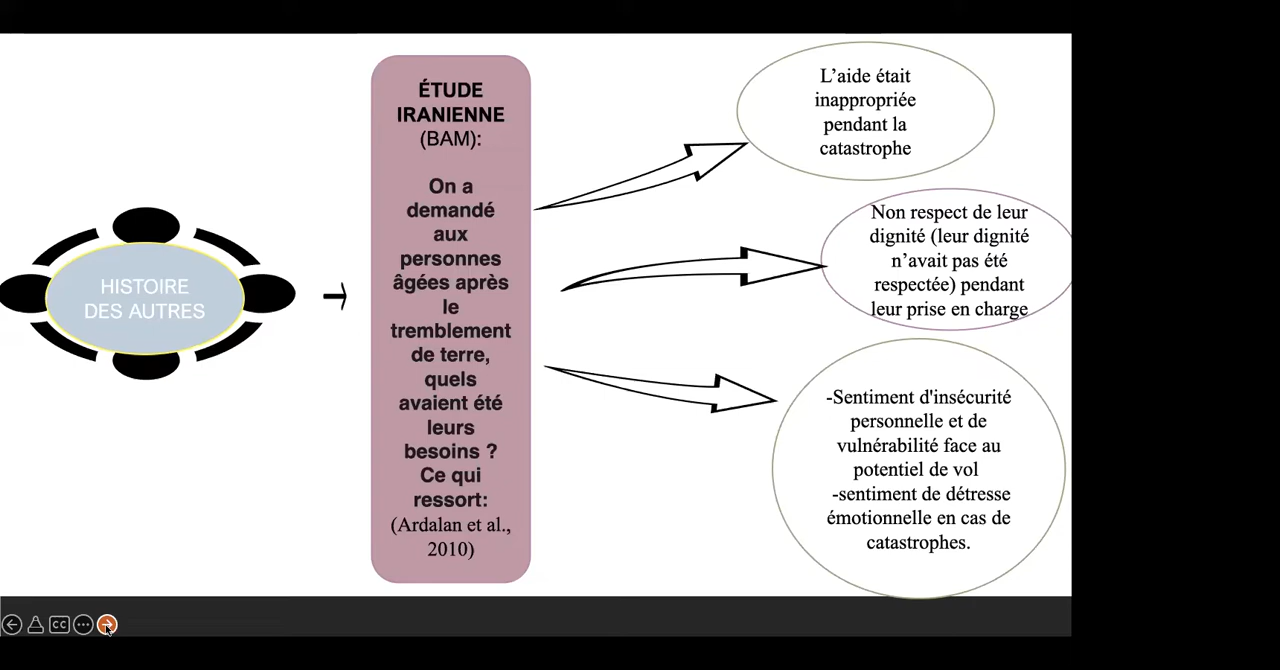 HISTOIRE
DES AUTRES
ÉTUDE
IRANIENNE
(BAM):
On a
demandé
aux
personnes
âgées après
le
tremblement
de terre,
quels
avaient été
leurs
besoins ?
Ce qui
ressort:
(Ardalan et al.,
2010)
L’aide était
inappropriée
pendant la
catastrophe
Non respect de leur
dignité (leur dignité
n’avait pas été
respectée) pendant
leur prise en charge
-Sentiment d'insécurité
personnelle et de
vulnérabilité face au
potentiel de vol
-sentiment de détresse
émotionnelle en cas de
catastrophes.
CC